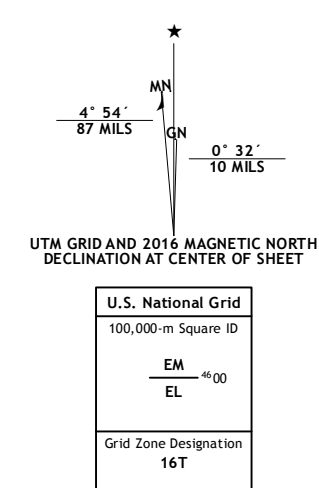 ★
MN
4° 54´
87 MILS
GN
0° 32´
10 MILS
UTM GRID AND 2016 MAGNETIC NORTH
DECLINATION AT CENTER OF SHEET
U.S. National Grid
100,000-m Square ID
EM
4600
EL
Grid Zone Designation
16T